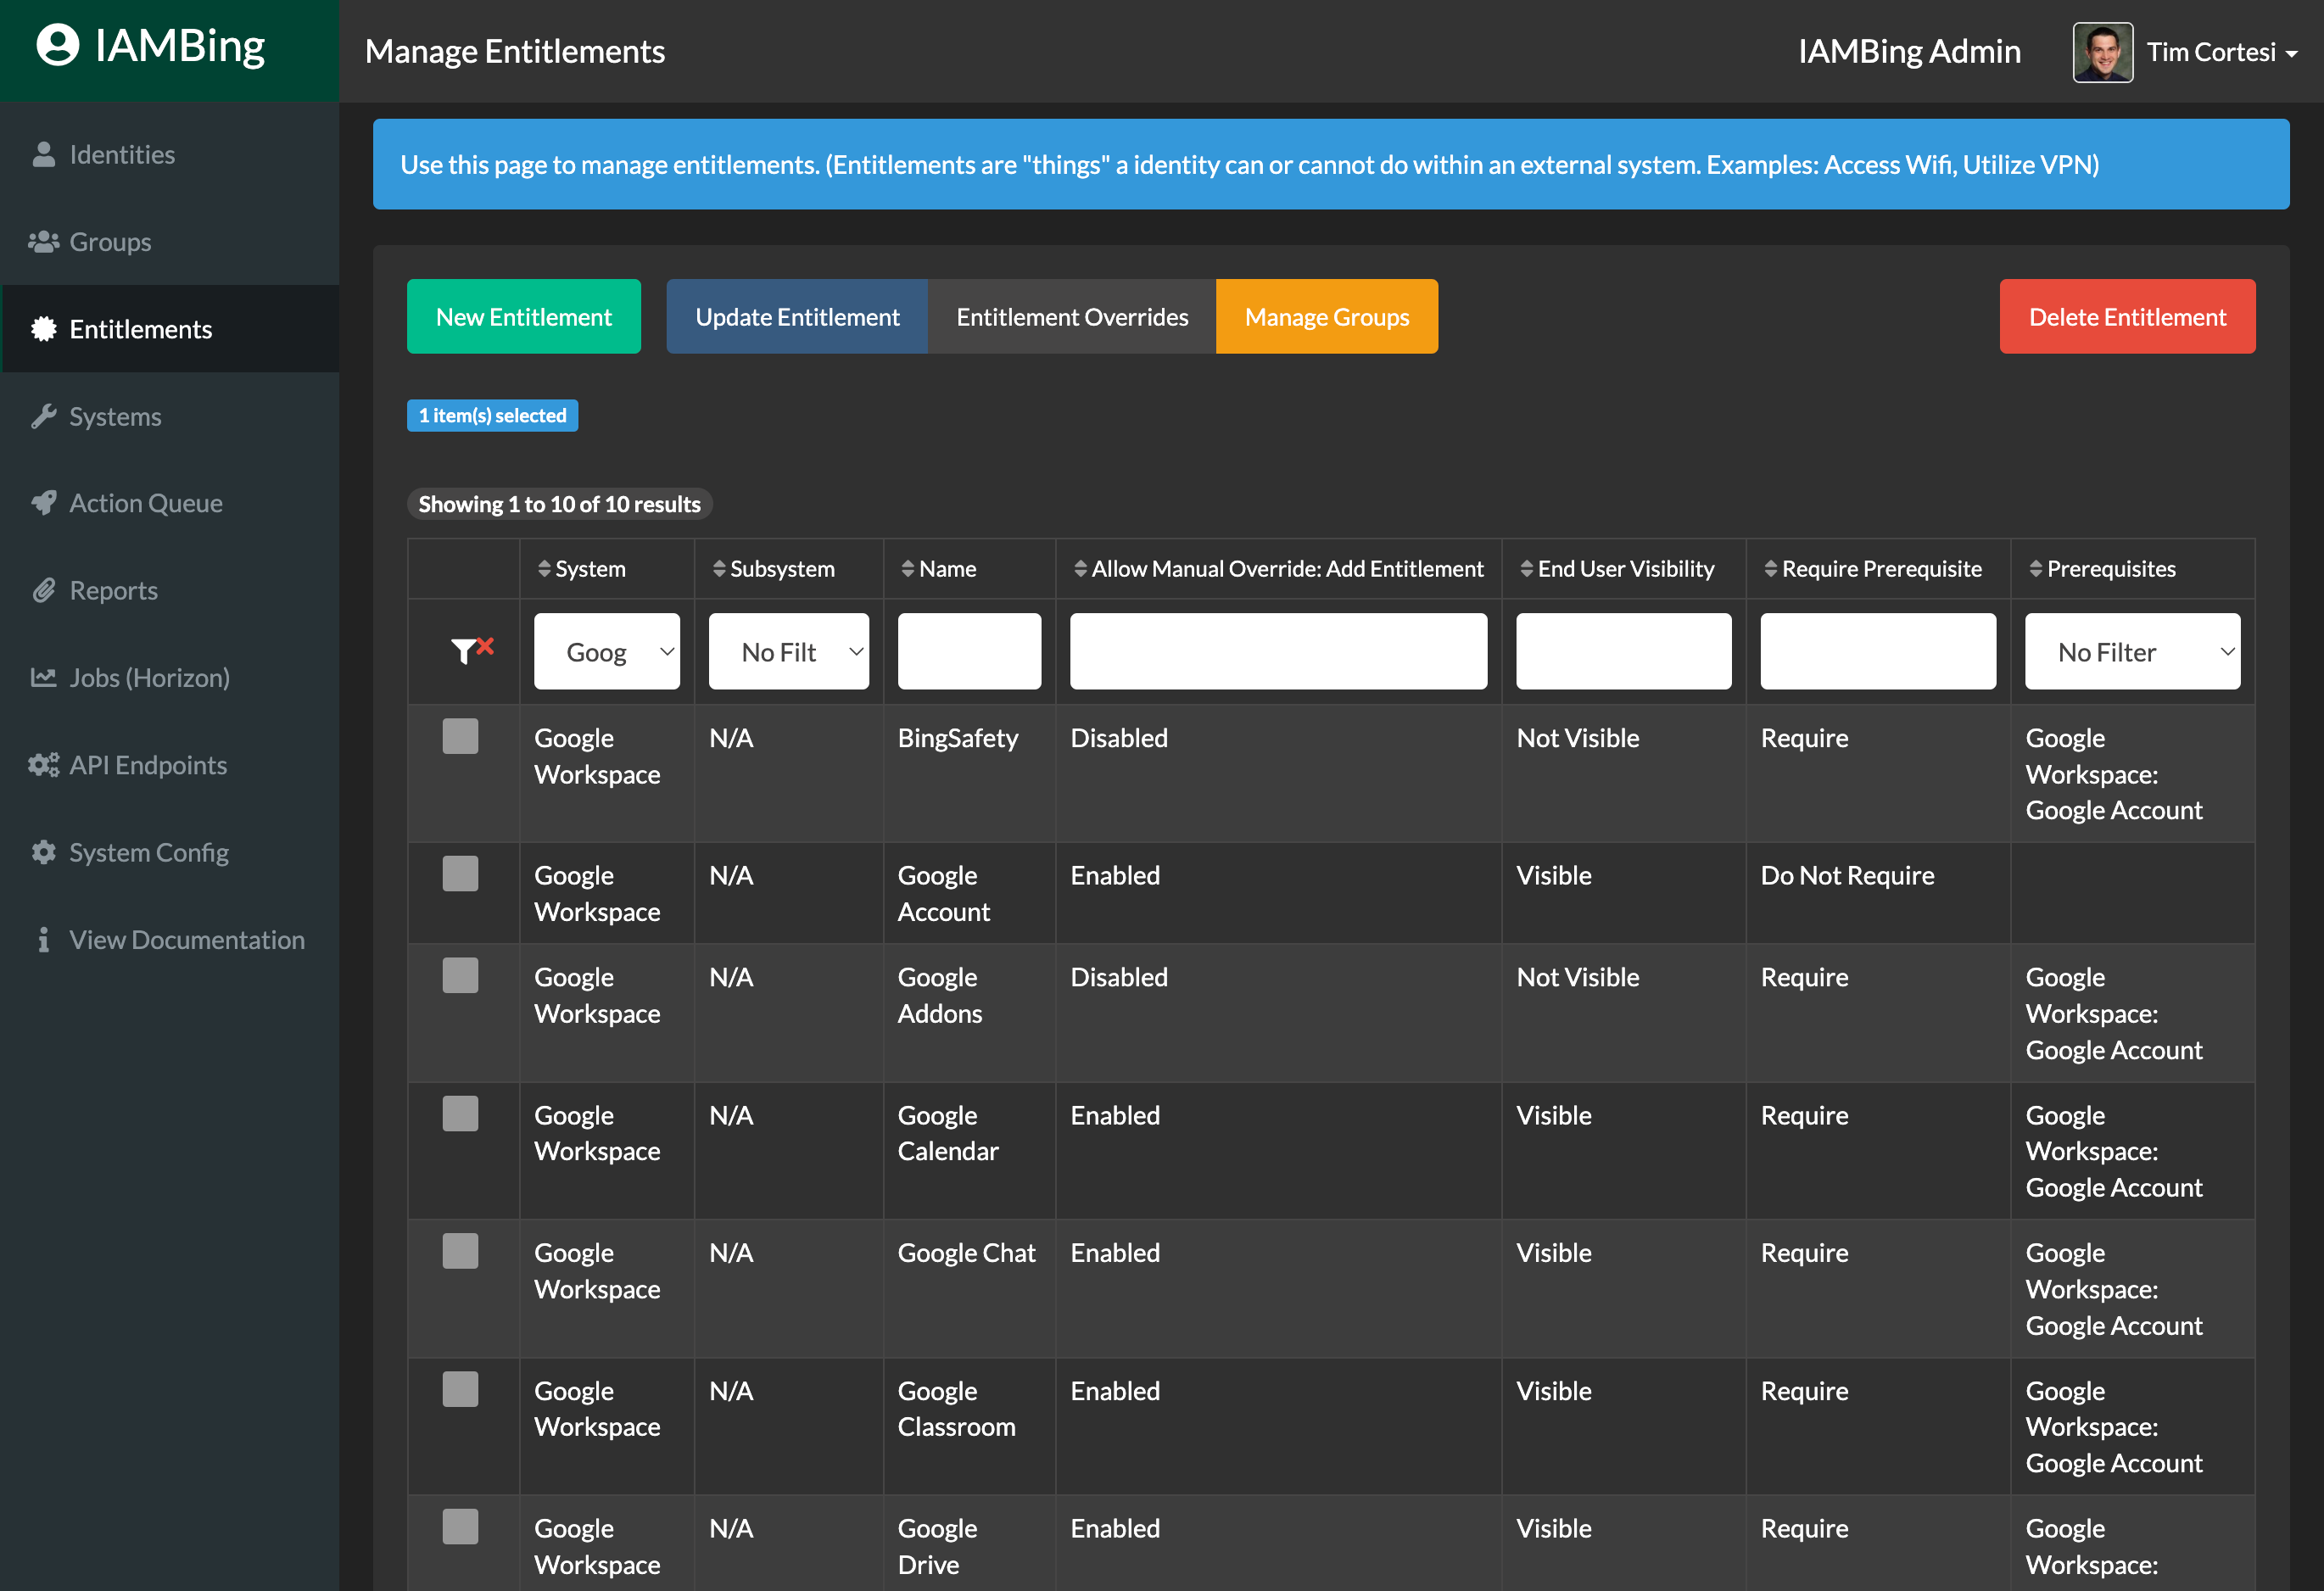 IAMBing
Manage Entitlements
IAMBing Admin
Tim Cortesi
Identities
Groups
Entitlements
Systems
Action Queue
Reports
Jobs (Horizon)
API Endpoints
System Config
View Documentation
Use this page to manage entitlements. (Entitlements are "things" a identity can or cannot do within an external system. Examples: Access Wifi, Utilize VPN)
New Entitlement
Update Entitlement
Entitlement Overrides
Manage Groups
Delete Entitlement
1 item(s) selected
Showing 1 to 10 of 10 results
System Subsystem Name Allow Manual Override: Add Entitlement End User Visibility Require Prerequisite Prerequisites
Goog No Filt No Filter
Google N/A BingSafety Disabled Not Visible Require Google
Workspace Workspace:
Google Account
Google N/A Google Enabled Visible Do Not Require
Workspace Account
Google N/A Google Disabled Not Visible Require Google
Workspace Addons Workspace:
Google Account
Google N/A Google Enabled Visible Require Google
Workspace Calendar Workspace:
Google Account
Google N/A Google Chat Enabled Visible Require Google
Workspace Workspace:
Google Account
Google N/A Google Enabled Visible Require Google
Workspace Classroom Workspace:
Google Account
Google N/A Google Enabled Visible Require Google
Workspace Drive Workspace: